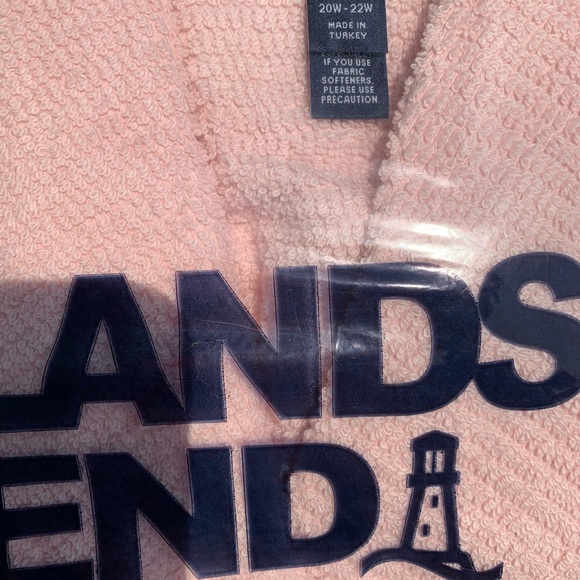 20W - 22W
MADE IN
TURKEY
IF YOU USE
FABRIC
SOFTENERS,
PLEASE USE
PRECAUTION.
LANDS
END